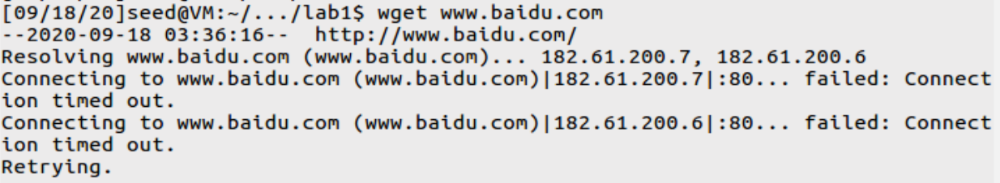 [09/18/20]seed@VM:~/.../lab1$ wget www.baidu.com
--2020-09-18 03:36:16--  http://www.baidu.com/
Resolving www.baidu.com (www.baidu.com)... 182.61.200.7, 182.61.200.6
Connecting to www.baidu.com (www.baidu.com)|182.61.200.7|:80... failed: Connect
ion timed out.
Connecting to www.baidu.com (www.baidu.com)|182.61.200.6|:80... failed: Connect
ion timed out.
Retrying.